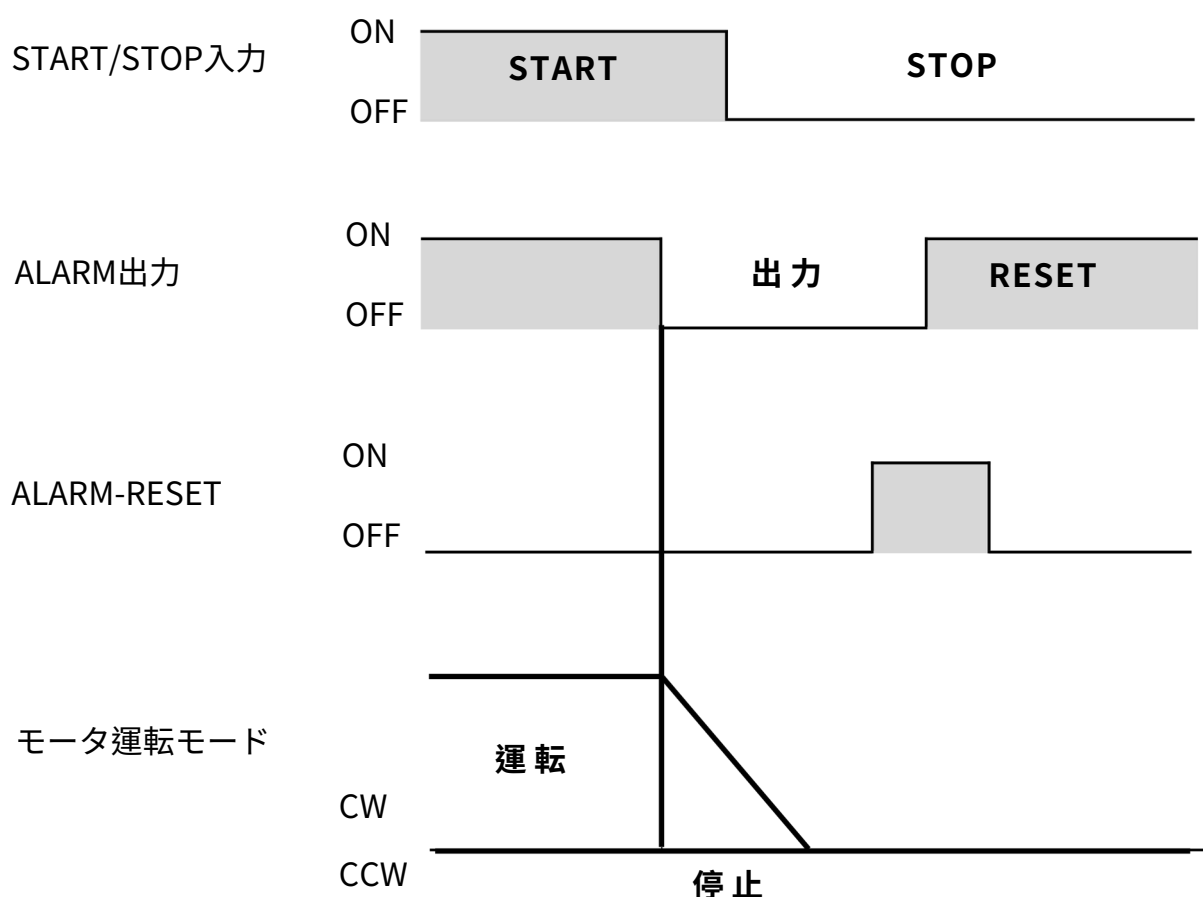 ON
START/STOP入力
START
STOP
OFF
ON
ALARM出力
出力
RESET
OFF
ON
ALARM-RESET
OFF
モータ運転モード
運転
CW
CCW
停止